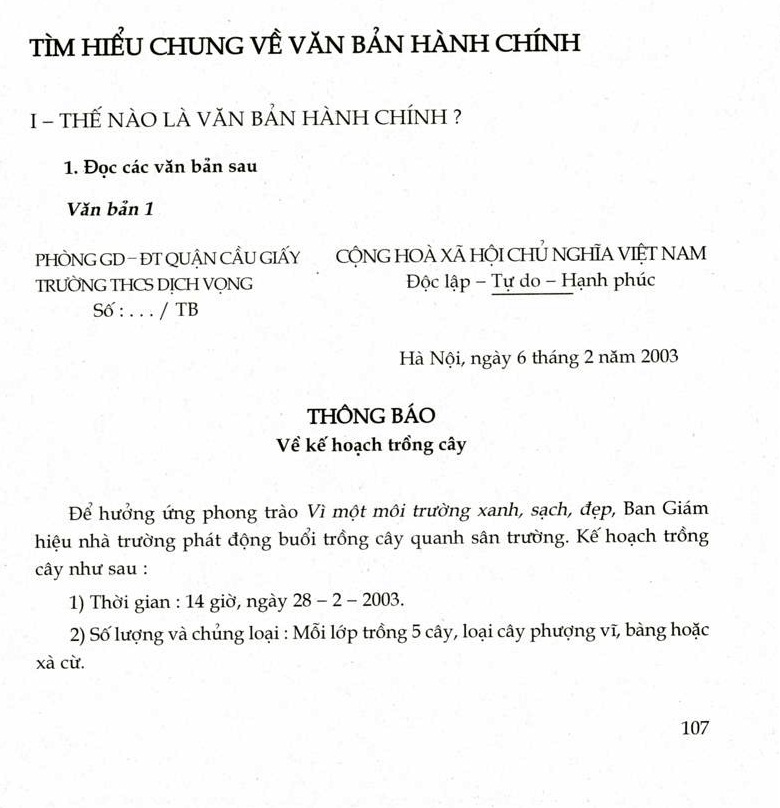 TÌM HIỂU CHUNG VỀ VĂN BẢN HÀNH CHÍNH
I – THẾ NÀO LÀ VĂN BẢN HÀNH CHÍNH ?
1. Đọc các văn bản sau
Văn bản 1
PHÒNG GD – ĐT QUẬN CẦU GIẤY
TRƯỜNG THCS DỊCH VỌNG
Số : . . . / TB
CỘNG HOÀ XÃ HỘI CHỦ NGHĨA VIỆT NAM
Độc lập – Tự do – Hạnh phúc
Hà Nội, ngày 6 tháng 2 năm 2003
THÔNG BÁO
Về kế hoạch trồng cây
Để hưởng ứng phong trào Vì một môi trường xanh, sạch, đẹp, Ban Giám
hiệu nhà trường phát động buổi trồng cây quanh sân trường. Kế hoạch trồng
cây như sau :
1) Thời gian : 14 giờ, ngày 28 – 2 – 2003.
2) Số lượng và chủng loại : Mỗi lớp trồng 5 cây, loại cây phượng vĩ, bàng hoặc
xà cừ.
107